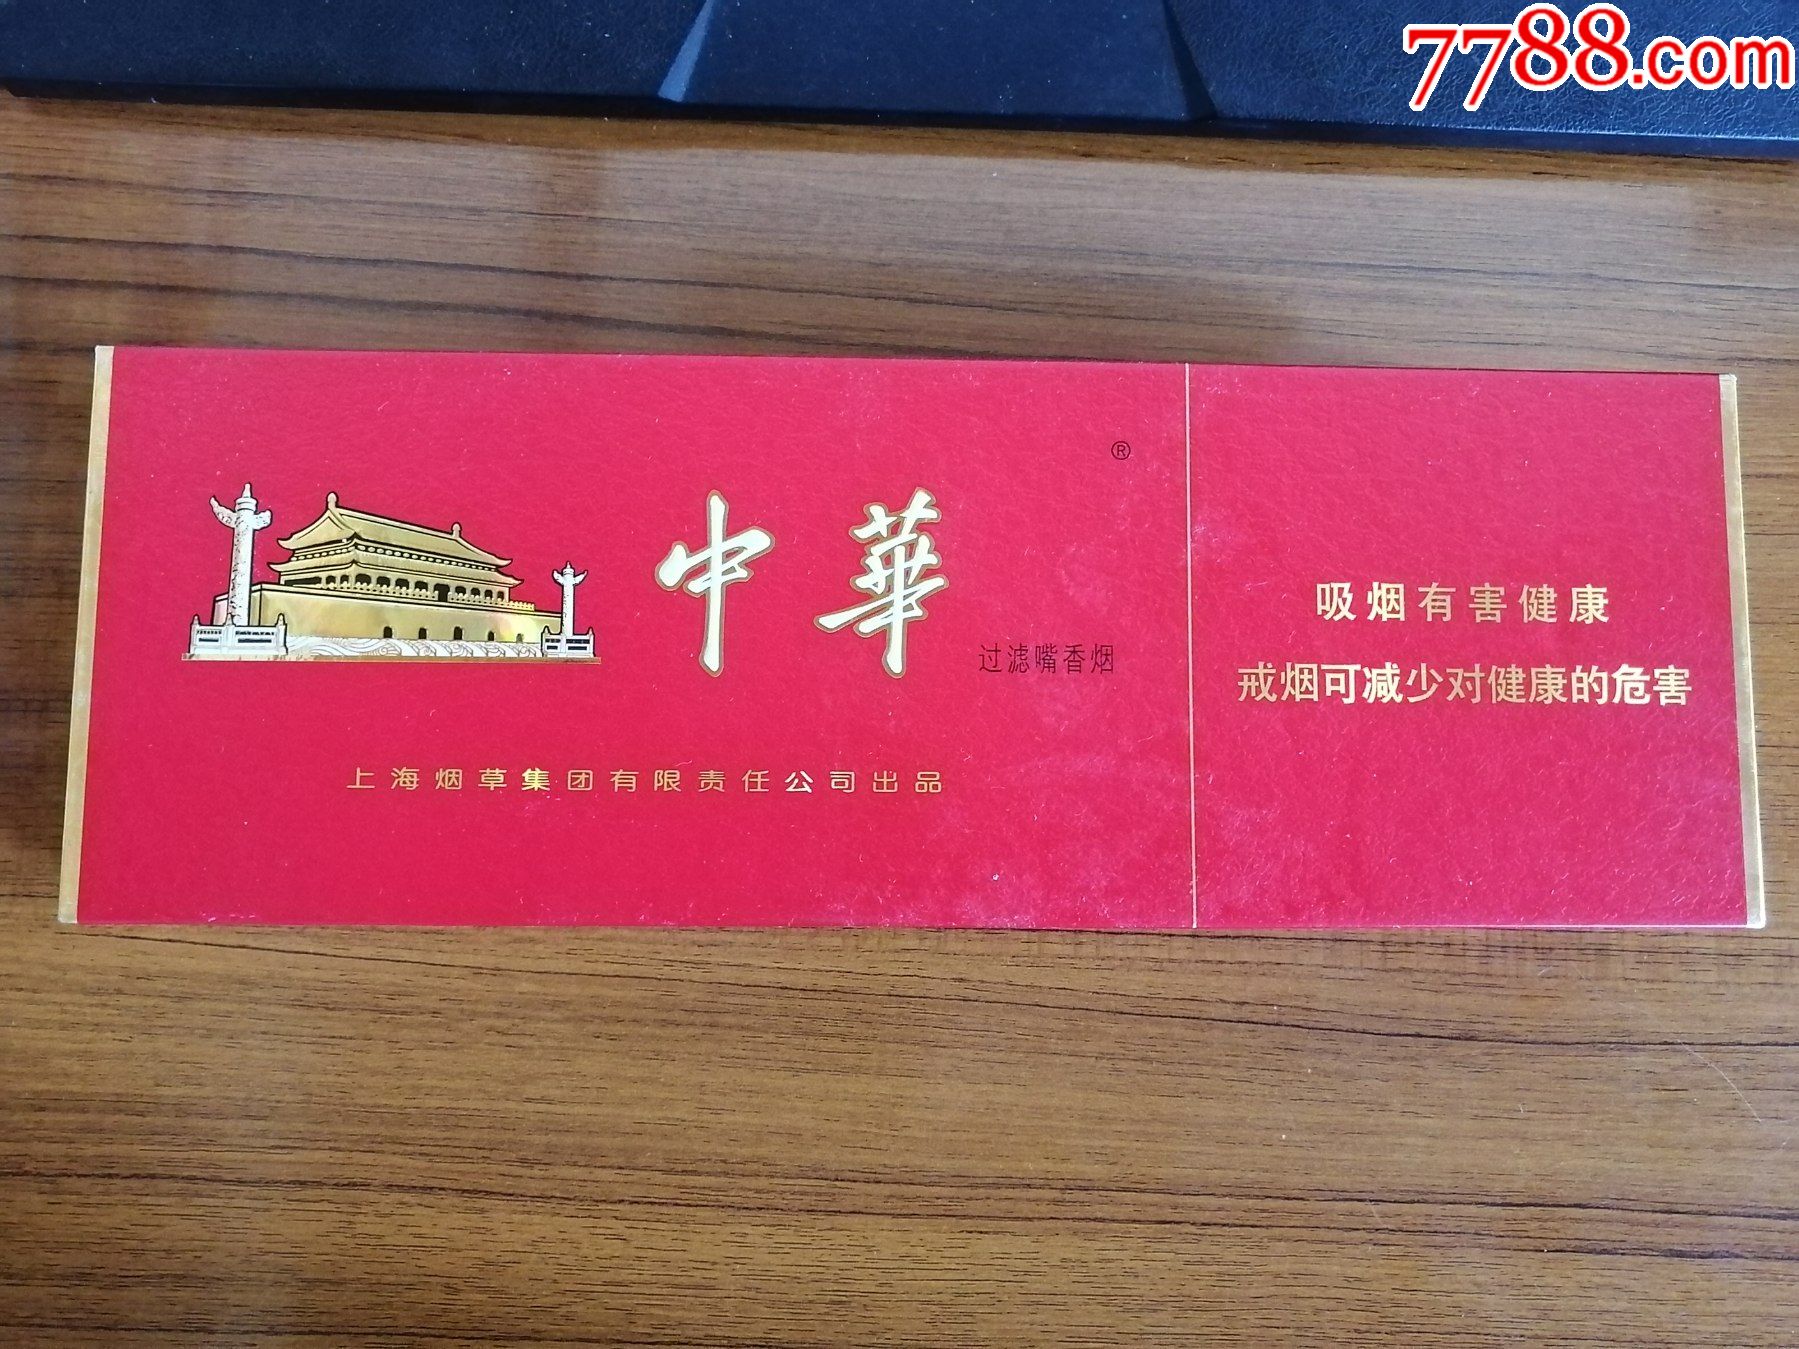 7788.com
®
中華
过滤嘴香烟
上海烟草集团有限责任公司出品
吸烟有害健康
戒烟可减少对健康的危害